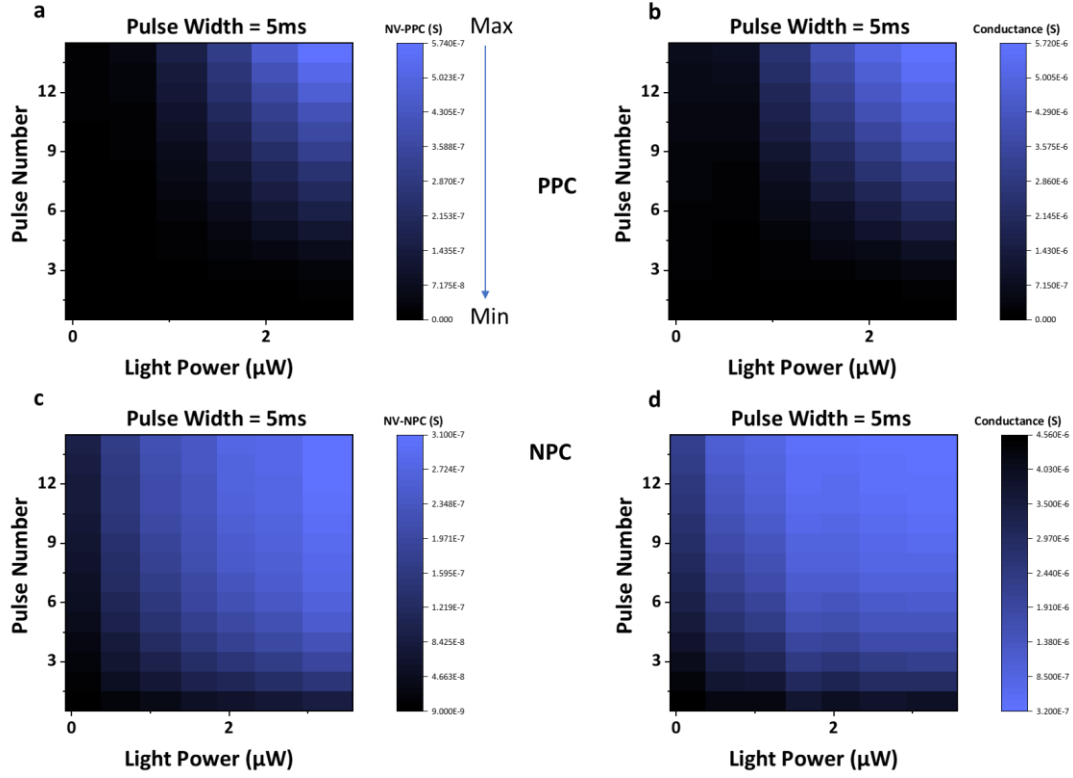 a
Pulse Width = 5ms
NV-PPC (S)
Max
5.740E-7
5.023E-7
4.305E-7
3.588E-7
2.870E-7
2.153E-7
1.435E-7
7.175E-8
0.000
Min
Pulse Number
12
9
6
3
0
2
Light Power (µW)
PPC
b
Pulse Width = 5ms
Conductance (S)
5.720E-6
5.005E-6
4.290E-6
3.575E-6
2.860E-6
2.145E-6
1.430E-6
7.150E-7
0.000
Pulse Number
12
9
6
3
0
2
Light Power (µW)
c
Pulse Width = 5ms
NV-NPC (S)
3.100E-7
2.724E-7
2.348E-7
1.971E-7
1.595E-7
1.219E-7
8.425E-8
4.663E-8
9.000E-9
Pulse Number
12
9
6
3
0
2
Light Power (µW)
NPC
d
Pulse Width = 5ms
Conductance (S)
4.560E-6
4.030E-6
3.500E-6
2.970E-6
2.440E-6
1.910E-6
1.380E-6
8.500E-7
3.200E-7
Pulse Number
12
9
6
3
0
2
Light Power (µW)